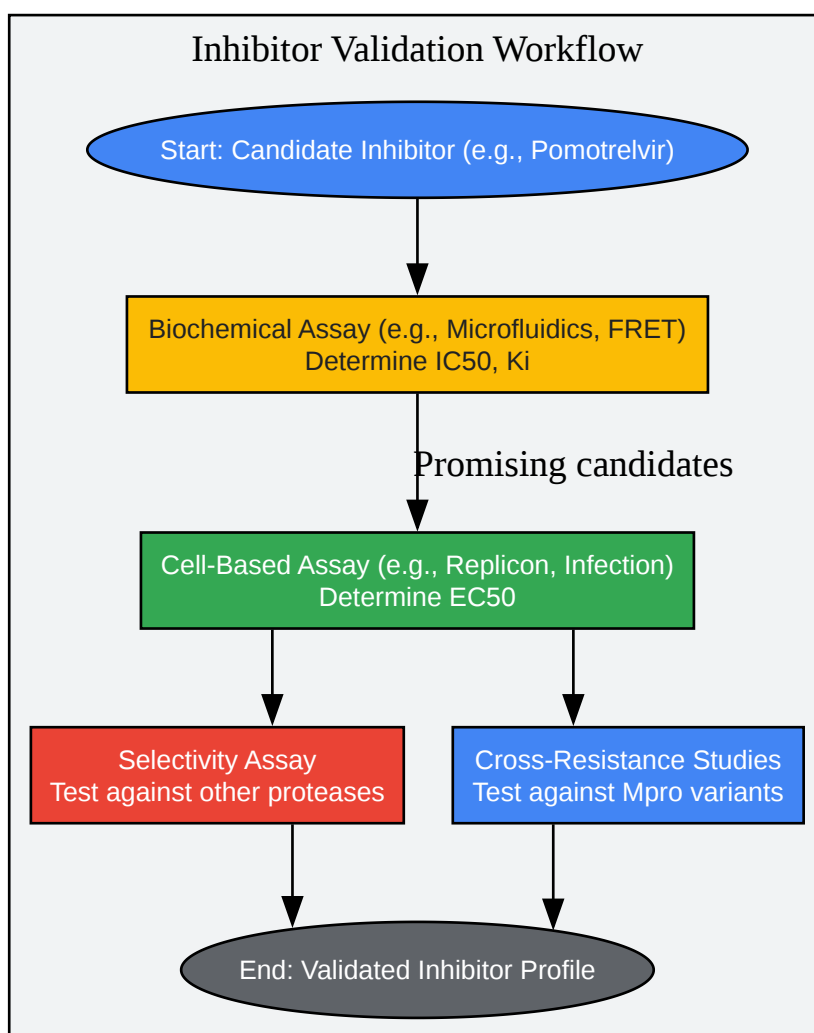 Inhibitor Validation Workflow
Start: Candidate Inhibitor (e.g., Pomotrelvir)
Biochemical Assay (e.g., Microfluidics, FRET)
Determine IC50, Ki
Promising candidates
Cell-Based Assay (e.g., Replicon, Infection)
Determine EC50
Selectivity Assay
Test against other proteases
Cross-Resistance Studies
Test against Mpro variants
End: Validated Inhibitor Profile